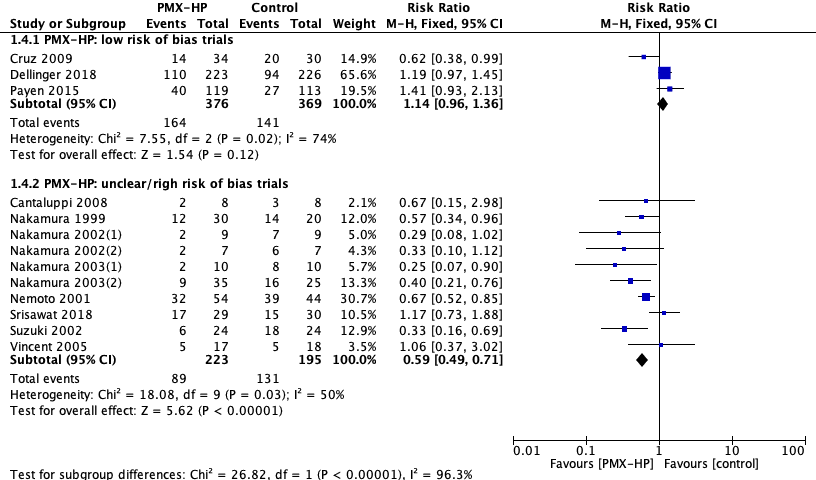 PMX-HP Control Risk Ratio Risk Ratio
Study or Subgroup Events Total Events Total Weight M-H, Fixed, 95% CI M-H, Fixed, 95% CI
1.4.1 PMX-HP: low risk of bias trials
Cruz 2009 14 34 20 30 14.9% 0.62 [0.38, 0.99]
Dellinger 2018 110 223 94 226 65.6% 1.19 [0.97, 1.45]
Payen 2015 40 119 27 113 19.5% 1.41 [0.93, 2.13]
Subtotal (95% CI) 376 369 100.0% 1.14 [0.96, 1.36]
Total events 164 141
Heterogeneity: Chi² = 7.55, df = 2 (P = 0.02); I² = 74%
Test for overall effect: Z = 1.54 (P = 0.12)
1.4.2 PMX-HP: unclear/righ risk of bias trials
Cantaluppi 2008 2 8 3 8 2.1% 0.67 [0.15, 2.98]
Nakamura 1999 12 30 14 20 12.0% 0.57 [0.34, 0.96]
Nakamura 2002(1) 2 9 7 9 5.0% 0.29 [0.08, 1.02]
Nakamura 2002(2) 2 7 6 7 4.3% 0.33 [0.10, 1.12]
Nakamura 2003(1) 2 10 8 10 5.7% 0.25 [0.07, 0.90]
Nakamura 2003(2) 9 35 16 25 13.3% 0.40 [0.21, 0.76]
Nemoto 2001 32 54 39 44 30.7% 0.67 [0.52, 0.85]
Srisawat 2018 17 29 15 30 10.5% 1.17 [0.73, 1.88]
Suzuki 2002 6 24 18 24 12.8% 0.33 [0.16, 0.69]
Vincent 2005 5 17 5 18 3.5% 1.06 [0.37, 3.02]
Subtotal (95% CI) 223 195 100.0% 0.59 [0.49, 0.71]
Total events 89 131
Heterogeneity: Chi² = 18.08, df = 9 (P = 0.03); I² = 50%
Test for overall effect: Z = 5.62 (P < 0.00001)
0.01 0.1 1 10 100
Favours [PMX-HP] Favours [control]
Test for subgroup differences: Chi² = 26.82, df = 1 (P < 0.00001), I² = 96.3%